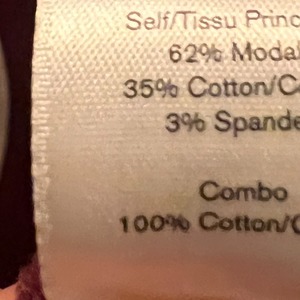 Self/Tissu Princ
62% Modal
35% Cotton/C
3% Spande
Combo
100% Cotton/C